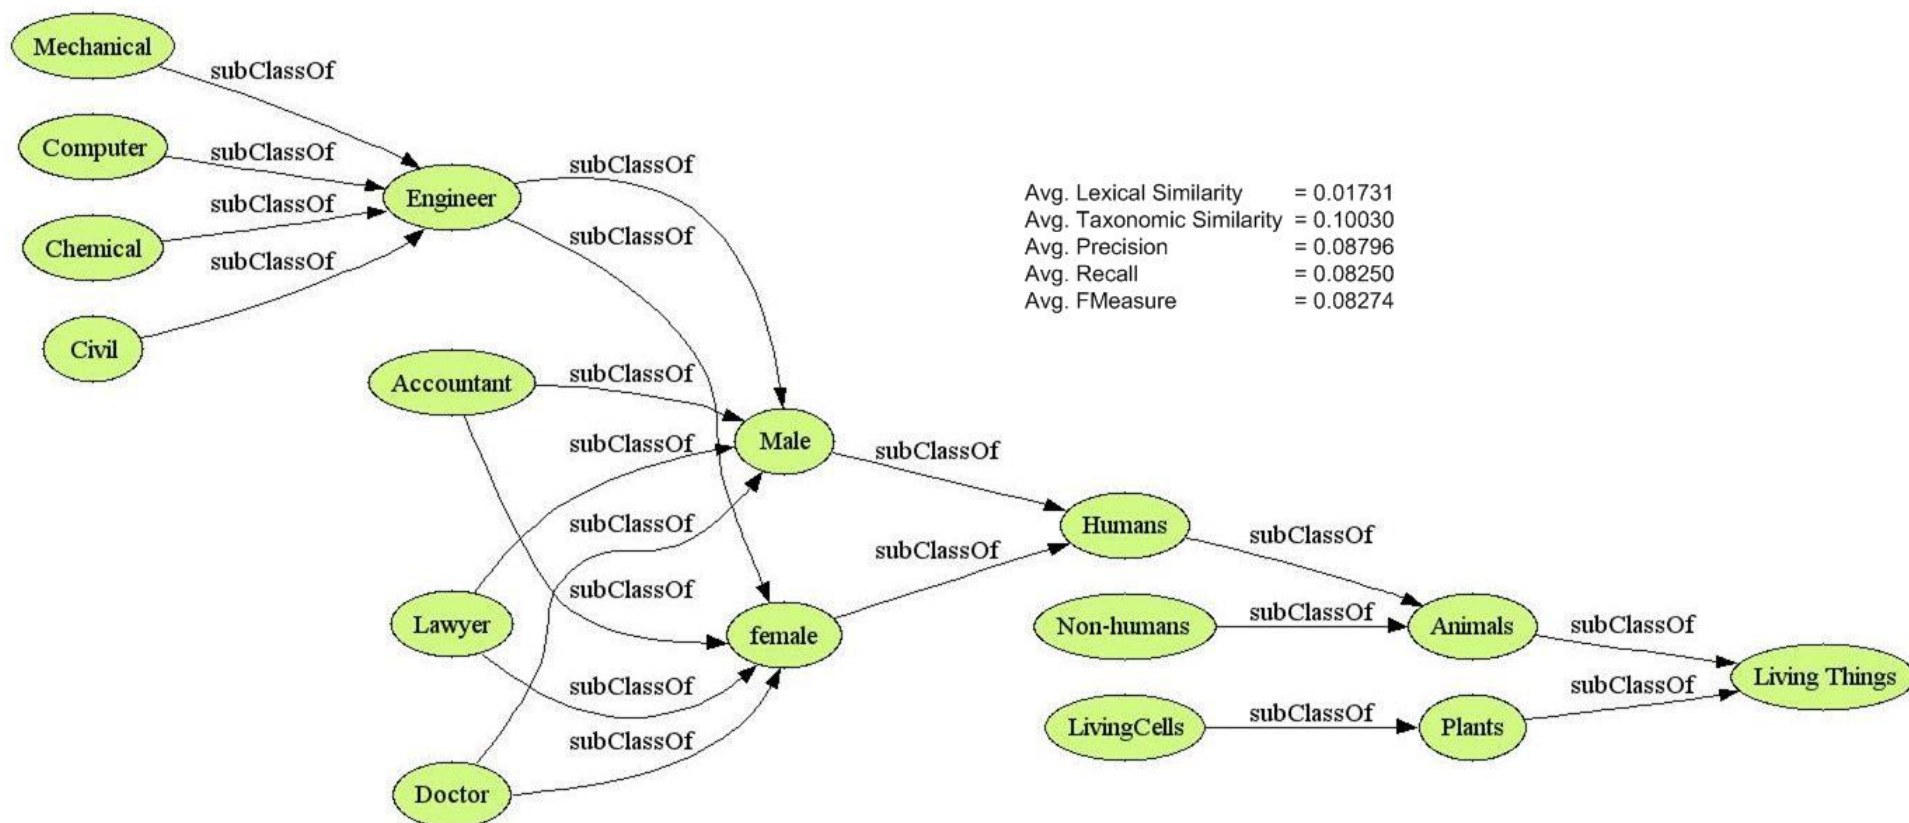 Mechanical
subClassOf
Computer
subClassOf
Chemical
subClassOf
Civil
subClassOf
Engineer
subClassOf
subClassOf
Accountant
subClassOf
subClassOf
Lawyer
subClassOf
subClassOf
Doctor
subClassOf
subClassOf
Male
subClassOf
female
subClassOf
Humans
subClassOf
Non-humans
subClassOf
Animals
subClassOf
LivingCells
subClassOf
Plants
subClassOf
Living Things
Avg. Lexical Similarity = 0.01731
Avg. Taxonomic Similarity = 0.10030
Avg. Precision = 0.08796
Avg. Recall = 0.08250
Avg. FMeasure = 0.08274